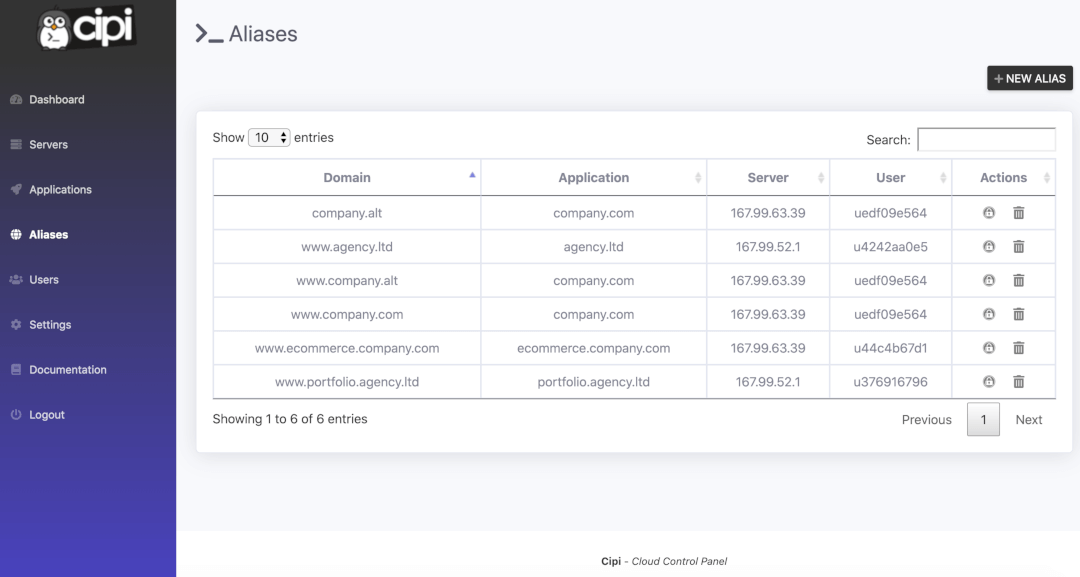 cipi
>_ Aliases
+ NEW ALIAS
Dashboard
Servers
Applications
Aliases
Users
Settings
Documentation
Logout
Show 10 entries
Search:
Domain Application Server User Actions
company.alt company.com 167.99.63.39 uedf09e564
www.agency.ltd agency.ltd 167.99.52.1 u4242aa0e5
www.company.alt company.com 167.99.63.39 uedf09e564
www.company.com company.com 167.99.63.39 uedf09e564
www.ecommerce.company.com ecommerce.company.com 167.99.63.39 u44c4b67d1
www.portfolio.agency.ltd portfolio.agency.ltd 167.99.52.1 u376916796
Showing 1 to 6 of 6 entries
Previous 1 Next
Cipi - Cloud Control Panel